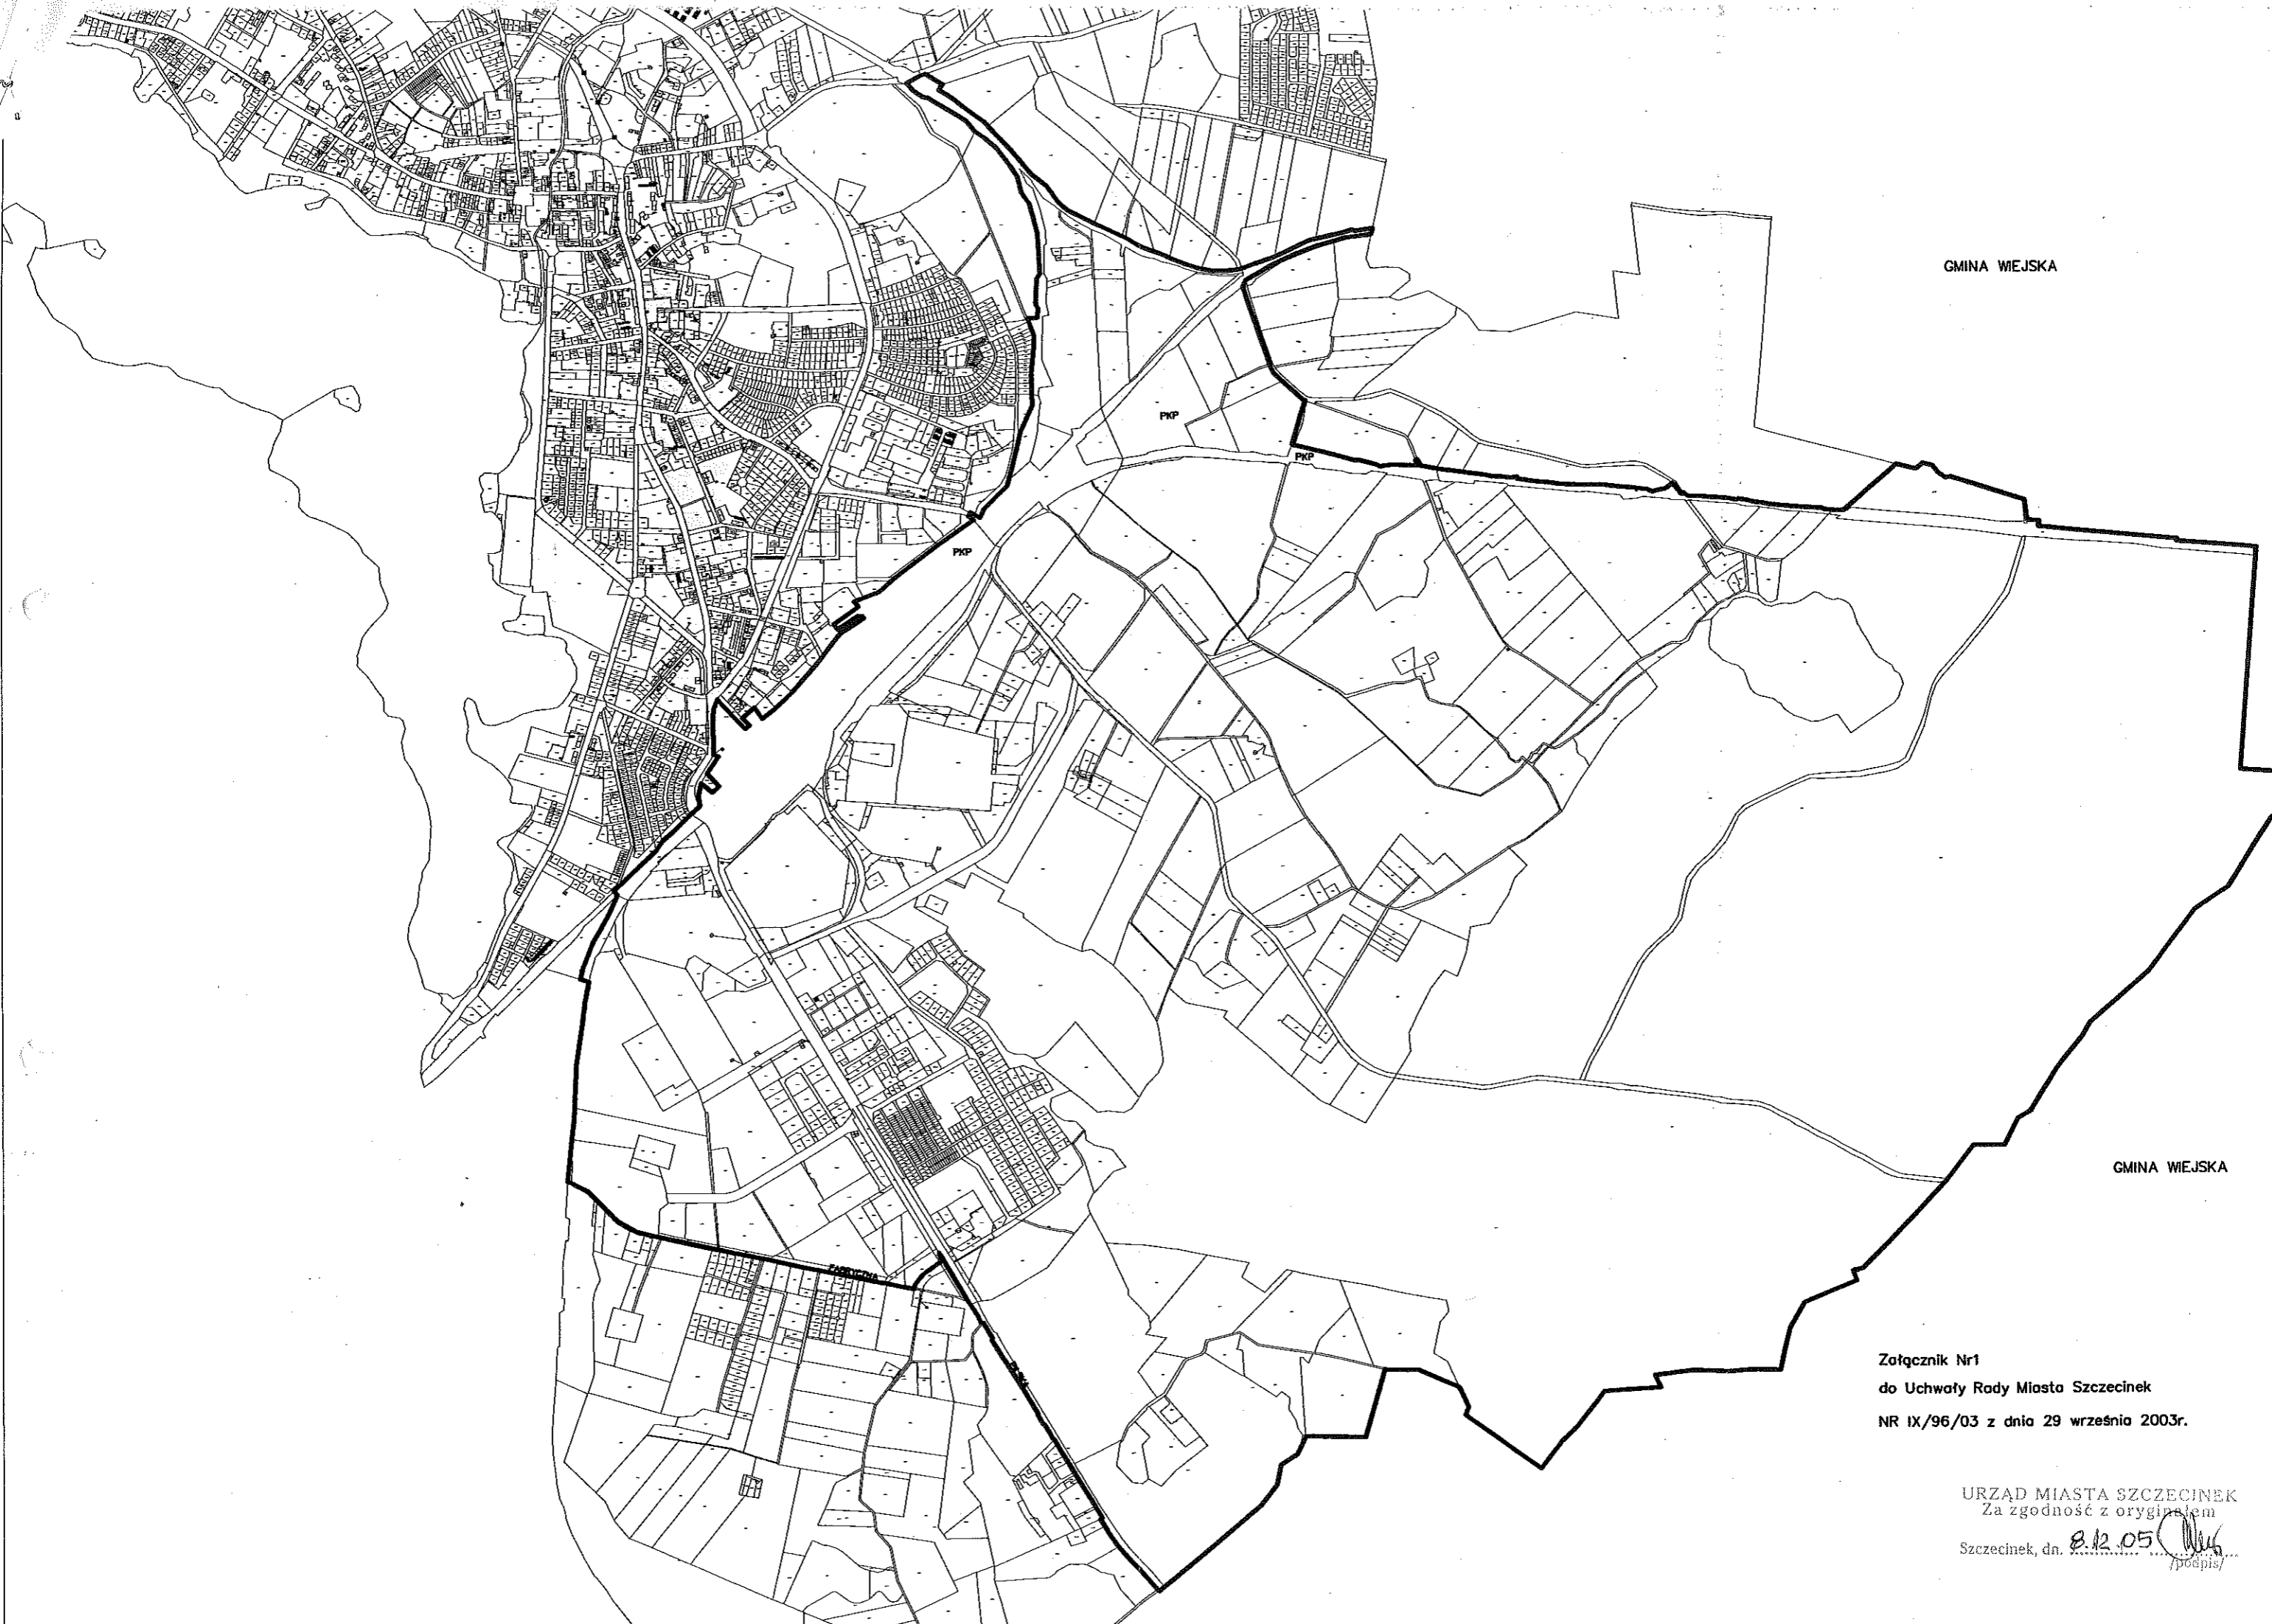 GMINA WIEJSKA
PKP
PKP
PKP
GMINA WIEJSKA
FABRYCZNA
Załącznik Nr1
do Uchwały Rady Miasta Szczecinek
NR IX/96/03 z dnia 29 września 2003r.
URZĄD MIASTA SZCZECINEK
Za zgodność z oryginałem
Szczecinek, dn. 8.12.05
/podpis/